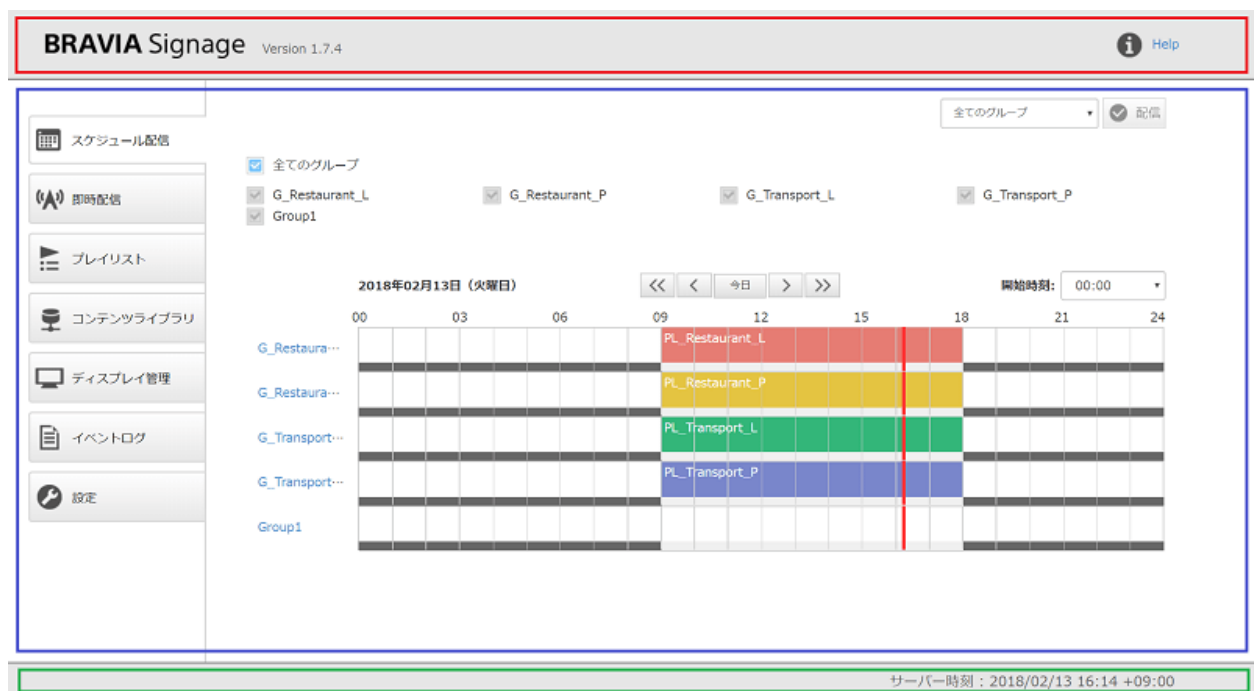 BRAVIA Signage Version 1.7.4
Help
全てのグループ
配信
スケジュール配信
即時配信
プレイリスト
コンテンツライブラリ
ディスプレイ管理
イベントログ
設定
全てのグループ
G_Restaurant_L G_Restaurant_P G_Transport_L G_Transport_P
Group1
2018年02月13日（火曜日） << < 今日 > >> 開始時刻: 00:00
00 03 06 09 12 15 18 21 24
G_Restaura… PL_Restaurant_L
G_Restaura… PL_Restaurant_P
G_Transport… PL_Transport_L
G_Transport… PL_Transport_P
Group1
サーバー時刻 : 2018/02/13 16:14 +09:00